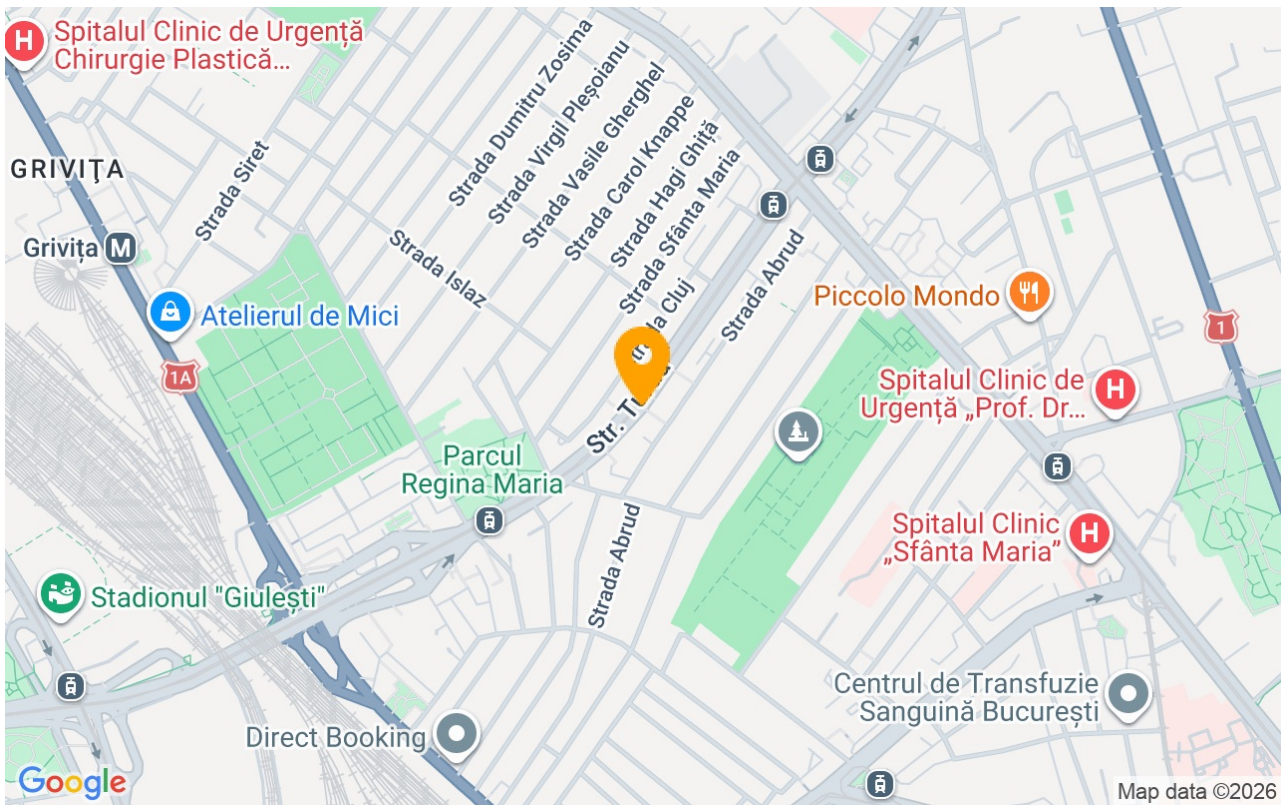 Spitalul Clinic de Urgență
Chirurgie Plastică...
GRIVIȚA
Grivița
M
Strada Siret
Strada Dumitru Zosima
Strada Virgil Pleșoianu
Strada Vasile Gherghel
Strada Carol Knappe
Strada Hagi Ghiță
Strada Sfânta Maria
Strada Islaz
Strada Abrud
Atelierul de Mici
1A
Piccolo Mondo
1
Spitalul Clinic de
Urgență „Prof. Dr...
H
Str.
Parcul
Regina Maria
Strada Abrud
Spitalul Clinic
„Sfânta Maria”
H
Stadionul "Giulești"
Centrul de Transfuzie
Sanguină București
Direct Booking
Google
Map data ©2026
H
Cluj